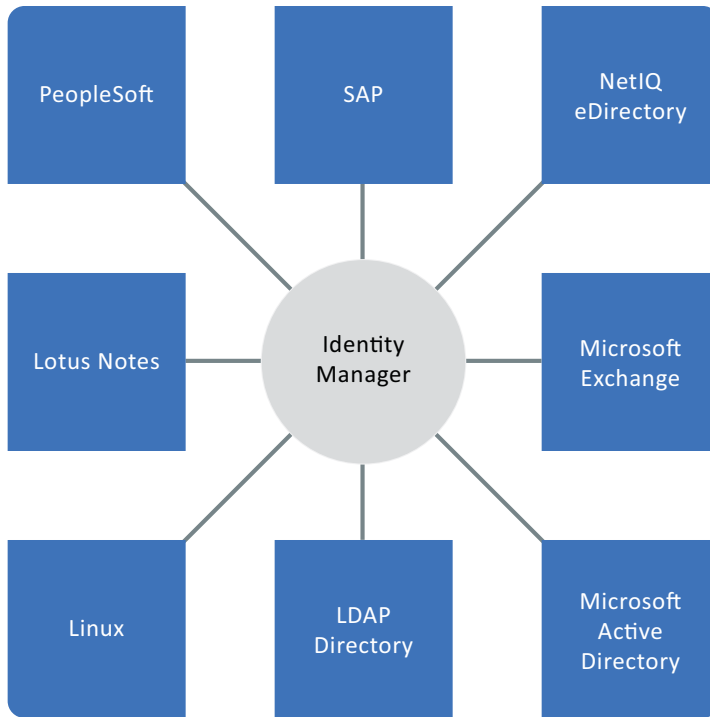 PeopleSoft
SAP
NetIQ
eDirectory
Lotus Notes
Identity
Manager
Microsoft
Exchange
Linux
LDAP
Directory
Microsoft
Active
Directory